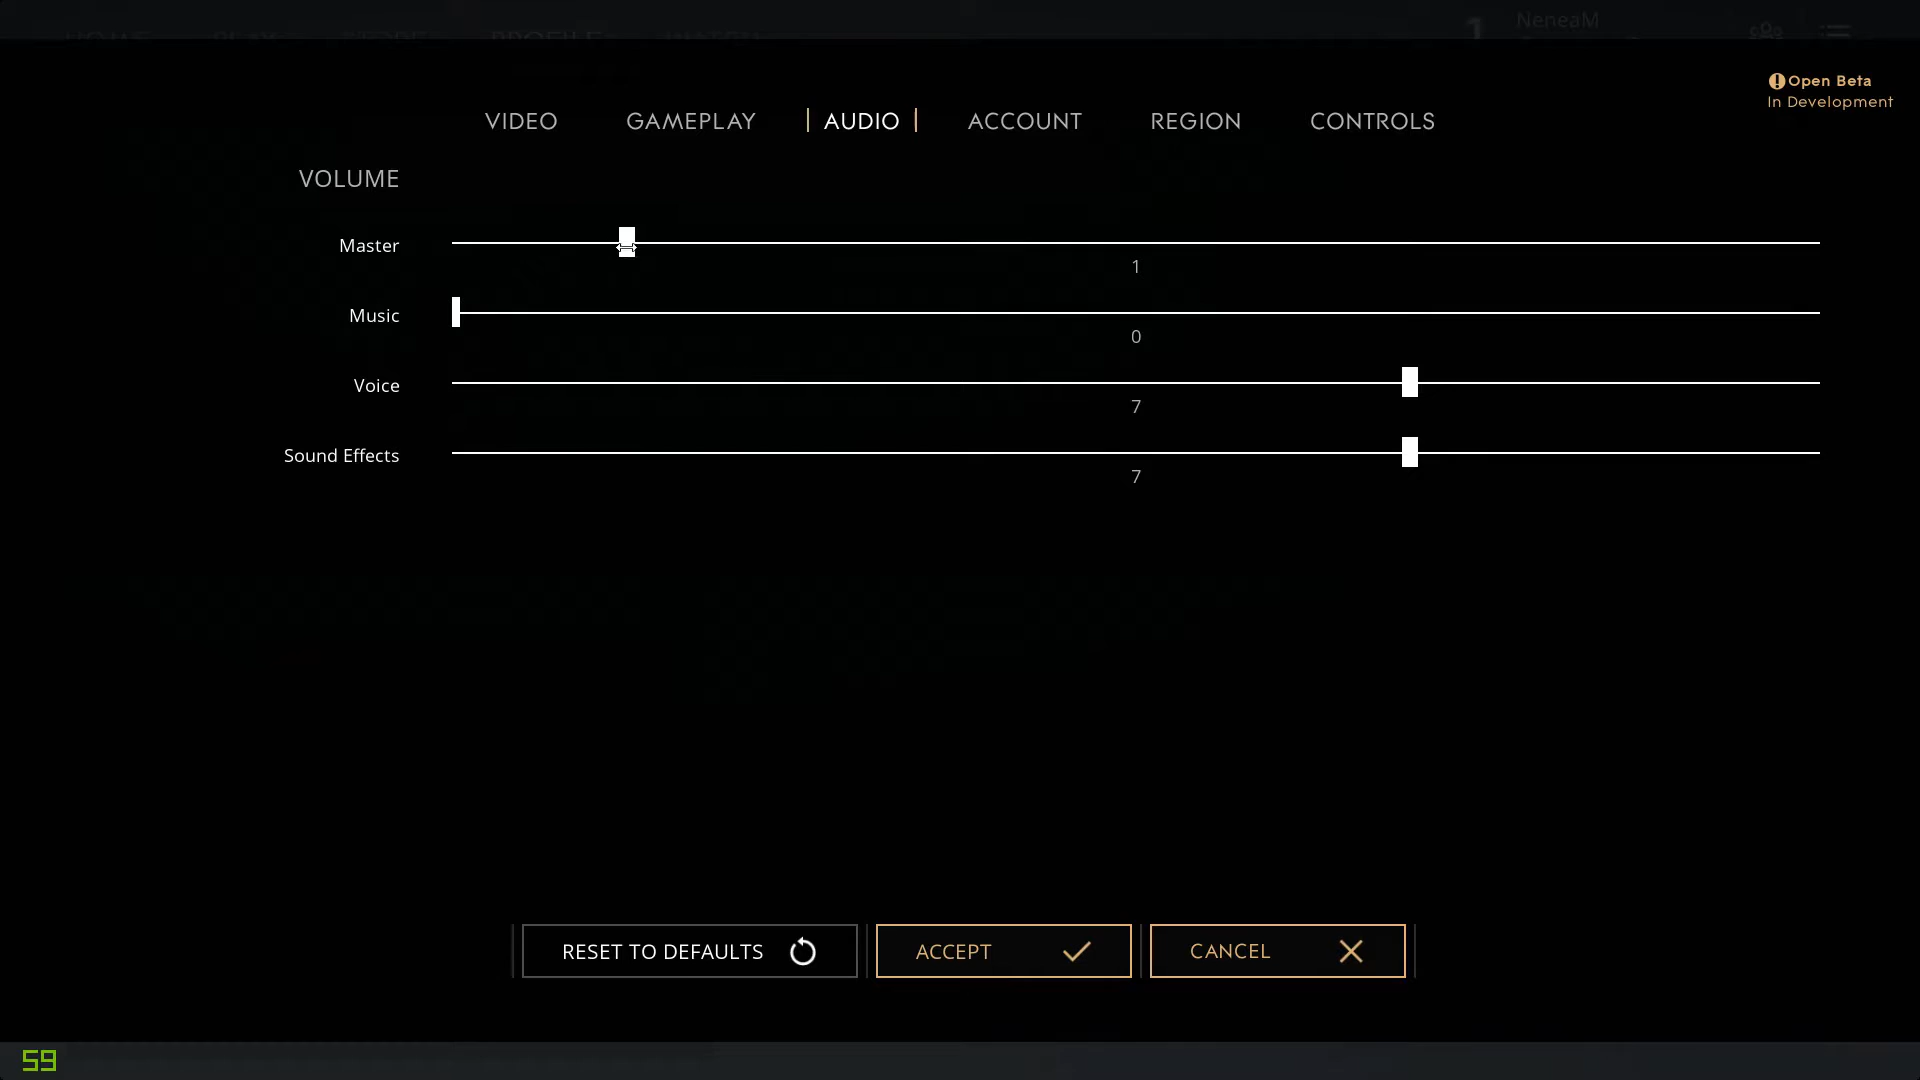 NeneaM
Open Beta
In Development
VIDEO GAMEPLAY AUDIO ACCOUNT REGION CONTROLS
VOLUME
Master
1
Music
0
Voice
7
Sound Effects
7
RESET TO DEFAULTS ACCEPT CANCEL
59